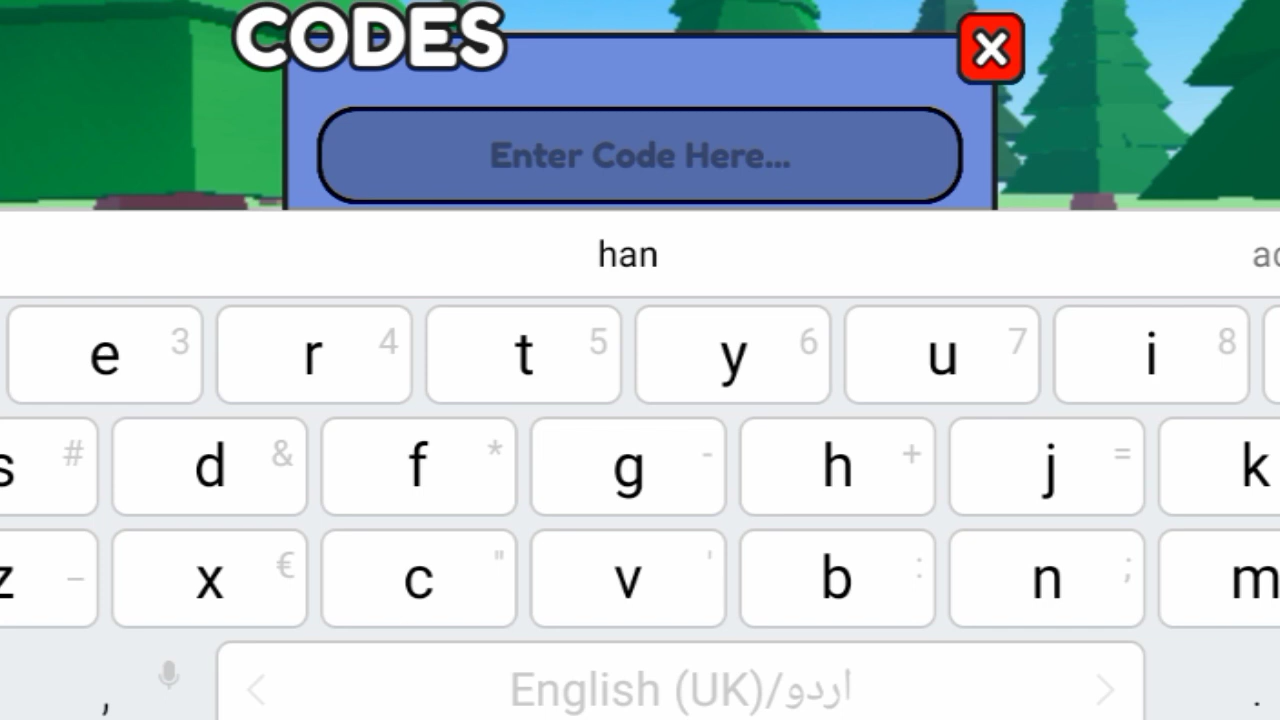 CODES
Enter Code Here...
han
e 3 r 4 t 5 y 6 u 7 i 8
s # d & f * g - h + j = k
z _ x € c " v ' b : n ; m
, English (UK)/اردو .